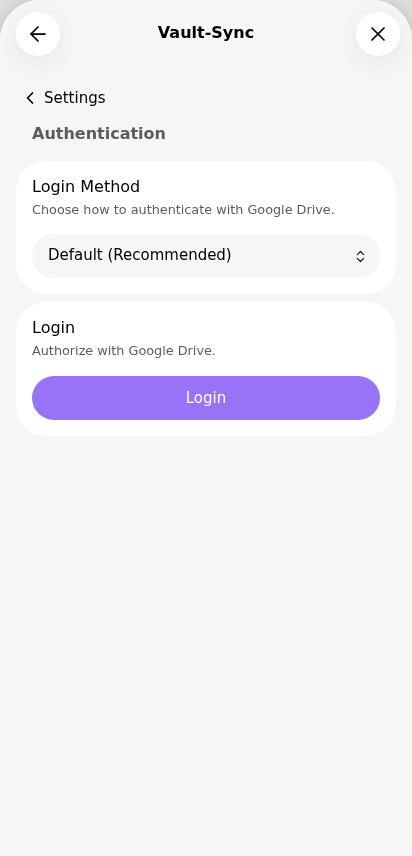 Vault-Sync
Settings
Authentication
Login Method
Choose how to authenticate with Google Drive.
Default (Recommended)
Login
Authorize with Google Drive.
Login